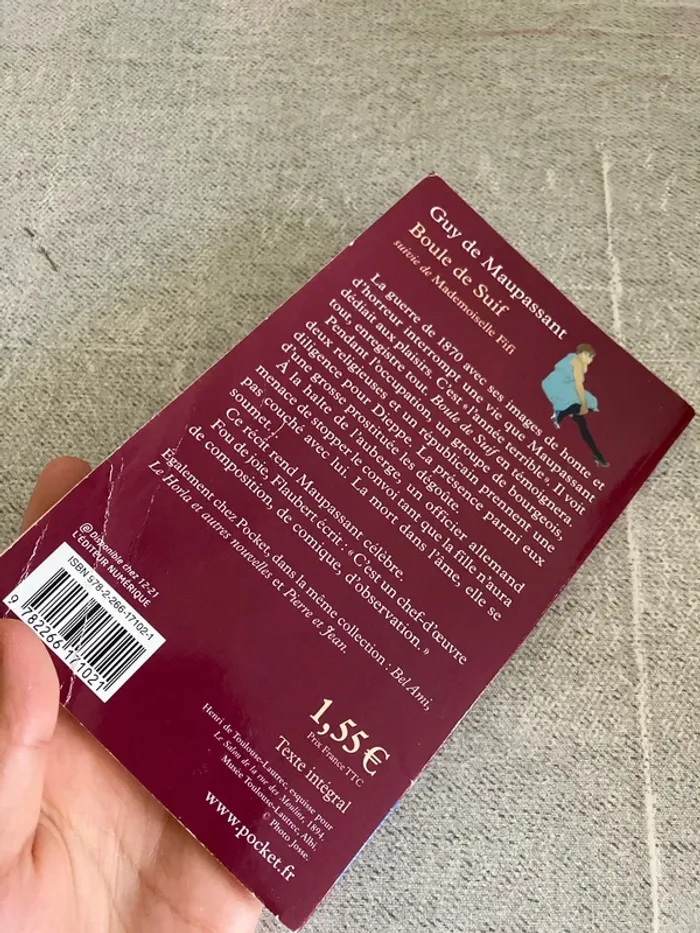 Guy de Maupassant
Boule de Suif
suivie de Mademoiselle Fifi
La guerre de 1870 avec ses images de honte et
d'horreur interrompt une vie que Maupassant
dédiait aux plaisirs. C'est « l'année terrible ». Il voit
tout, enregistre tout. Boule de Suif en témoignera.
Pendant l'occupation, un groupe de bourgeois,
deux religieuses et un républicain prennent une
diligence pour Dieppe. La présence parmi eux
d'une grosse prostituée les dégoûte.
À la halte de l'auberge, un officier allemand
menace de stopper le convoi tant que la fille n'aura
pas couché avec lui. La mort dans l'âme, elle se
soumet...
Ce récit rend Maupassant célèbre.
Fou de joie, Flaubert écrit : « C'est un chef-d'œuvre
de composition, de comique, d'observation. »
Également chez Pocket, dans la même collection : Bel Ami,
Le Horla et autres nouvelles et Pierre et Jean.
@ Disponible chez 12-21
L'ÉDITEUR NUMÉRIQUE
ISBN 978-2-266-17102-1
9 782266 171021
1,55€
Prix France TTC
Texte intégral
Henri de Toulouse-Lautrec, esquisse pour
Le Salon de la rue des Moulins, 1894.
Musée Toulouse-Lautrec, Albi.
© Photo Josse.
www.pocket.fr